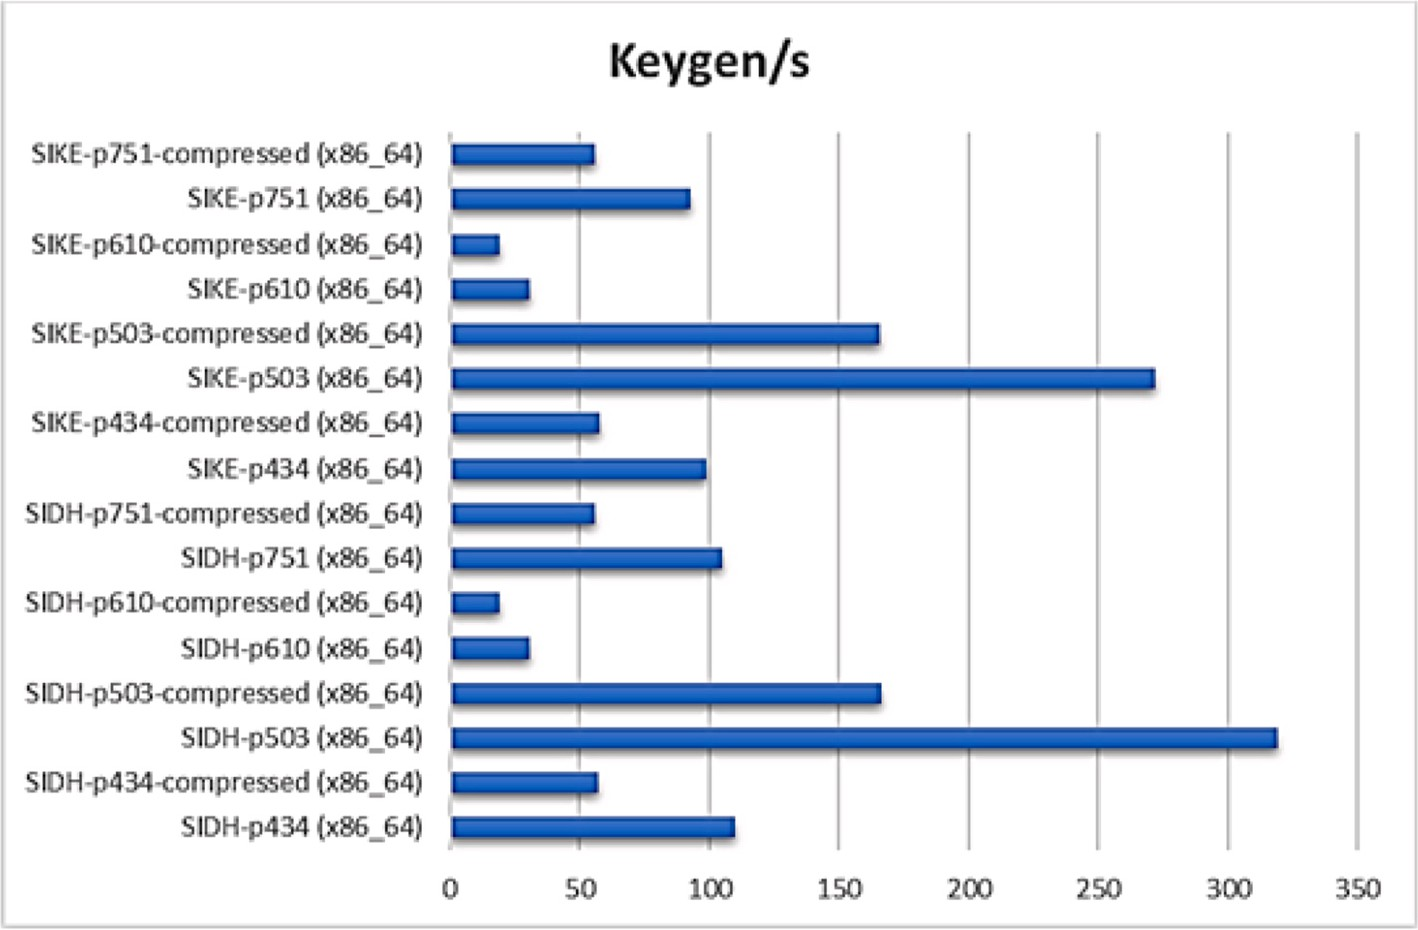 Keygen/s
SIKE-p751-compressed (x86_64)
SIKE-p751 (x86_64)
SIKE-p610-compressed (x86_64)
SIKE-p610 (x86_64)
SIKE-p503-compressed (x86_64)
SIKE-p503 (x86_64)
SIKE-p434-compressed (x86_64)
SIKE-p434 (x86_64)
SIDH-p751-compressed (x86_64)
SIDH-p751 (x86_64)
SIDH-p610-compressed (x86_64)
SIDH-p610 (x86_64)
SIDH-p503-compressed (x86_64)
SIDH-p503 (x86_64)
SIDH-p434-compressed (x86_64)
SIDH-p434 (x86_64)
0 50 100 150 200 250 300 350